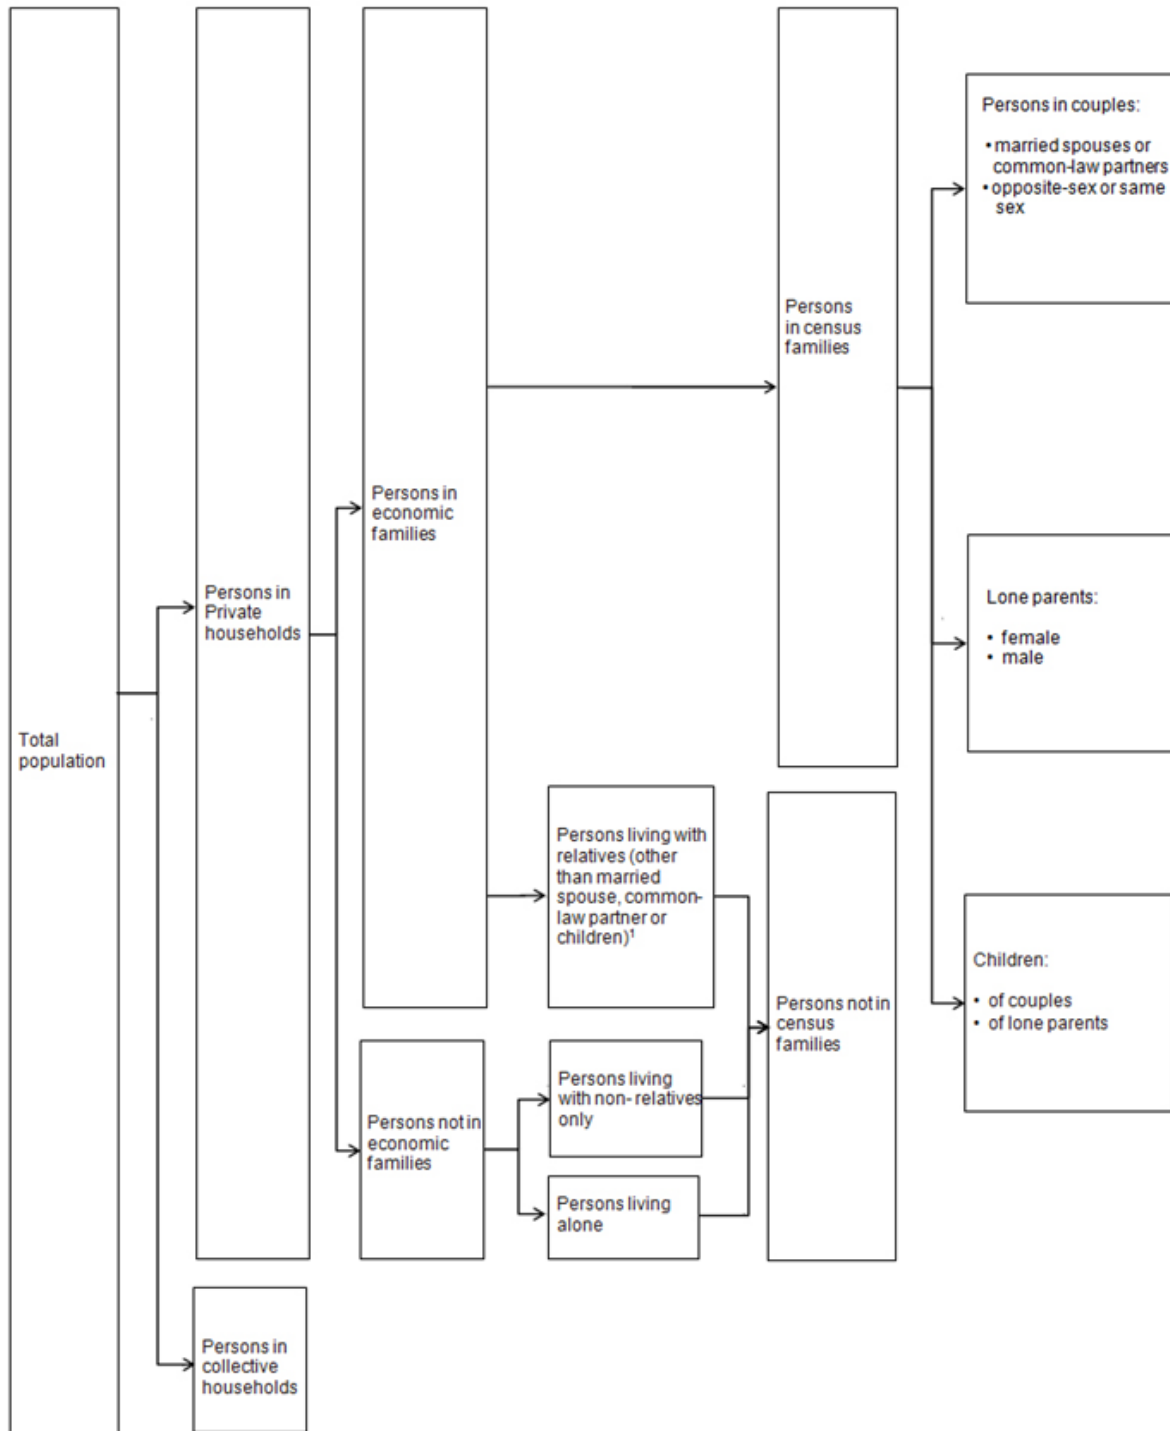 Total
population
Persons in
Private
households
Persons in
collective
households
Persons in
economic
families
Persons not in
economic
families
Persons living with
relatives (other
than married
spouse, common-
law partner or
children)¹
Persons living
with non- relatives
only
Persons living
alone
Persons
in census
families
Persons not in
census
families
Persons in couples:
• married spouses or
common-law partners
• opposite-sex or same
sex
Lone parents:
• female
• male
Children:
• of couples
• of lone parents